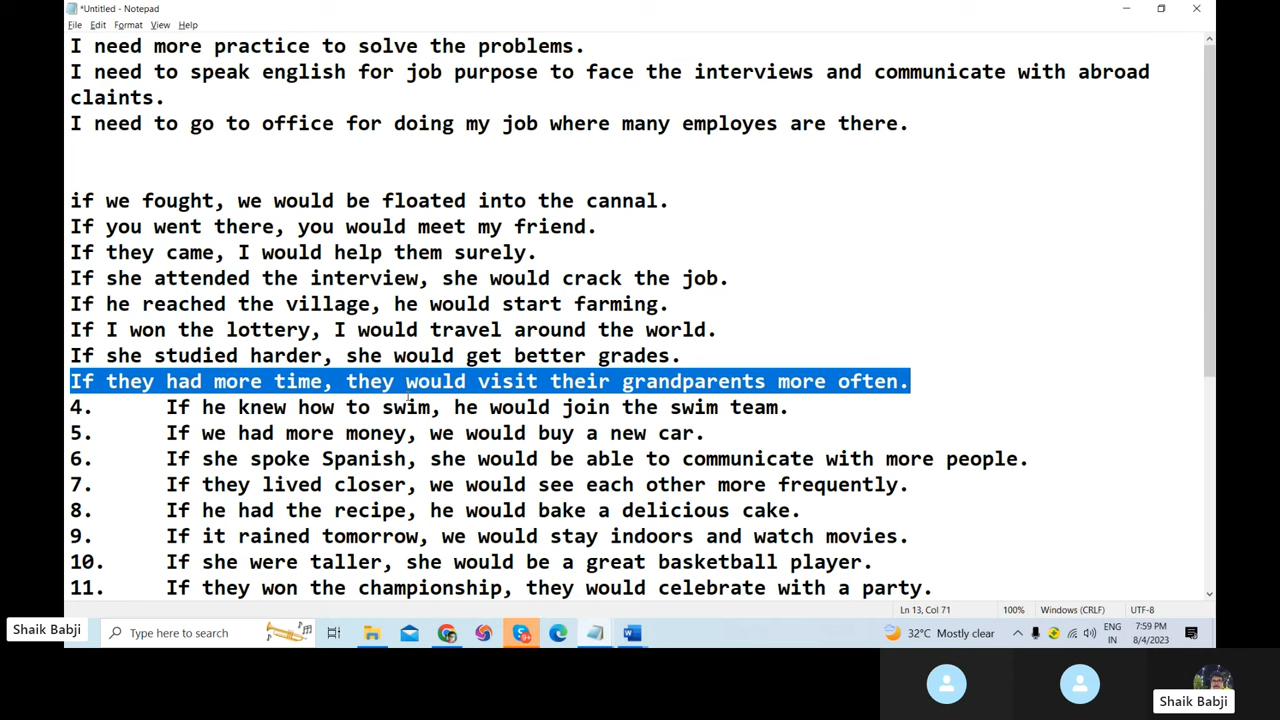 *Untitled - Notepad
File Edit Format View Help
I need more practice to solve the problems.
I need to speak english for job purpose to face the interviews and communicate with abroad
claints.
I need to go to office for doing my job where many employes are there.
if we fought, we would be floated into the cannal.
If you went there, you would meet my friend.
If they came, I would help them surely.
If she attended the interview, she would crack the job.
If he reached the village, he would start farming.
If I won the lottery, I would travel around the world.
If she studied harder, she would get better grades.
If they had more time, they would visit their grandparents more often.
4. If he knew how to swim, he would join the swim team.
5. If we had more money, we would buy a new car.
6. If she spoke Spanish, she would be able to communicate with more people.
7. If they lived closer, we would see each other more frequently.
8. If he had the recipe, he would bake a delicious cake.
9. If it rained tomorrow, we would stay indoors and watch movies.
10. If she were taller, she would be a great basketball player.
11. If they won the championship, they would celebrate with a party.
Ln 13, Col 71 100% Windows (CRLF) UTF-8
Shaik Babji
Type here to search
32°C Mostly clear
ENG
IN
7:59 PM
8/4/2023
Shaik Babji